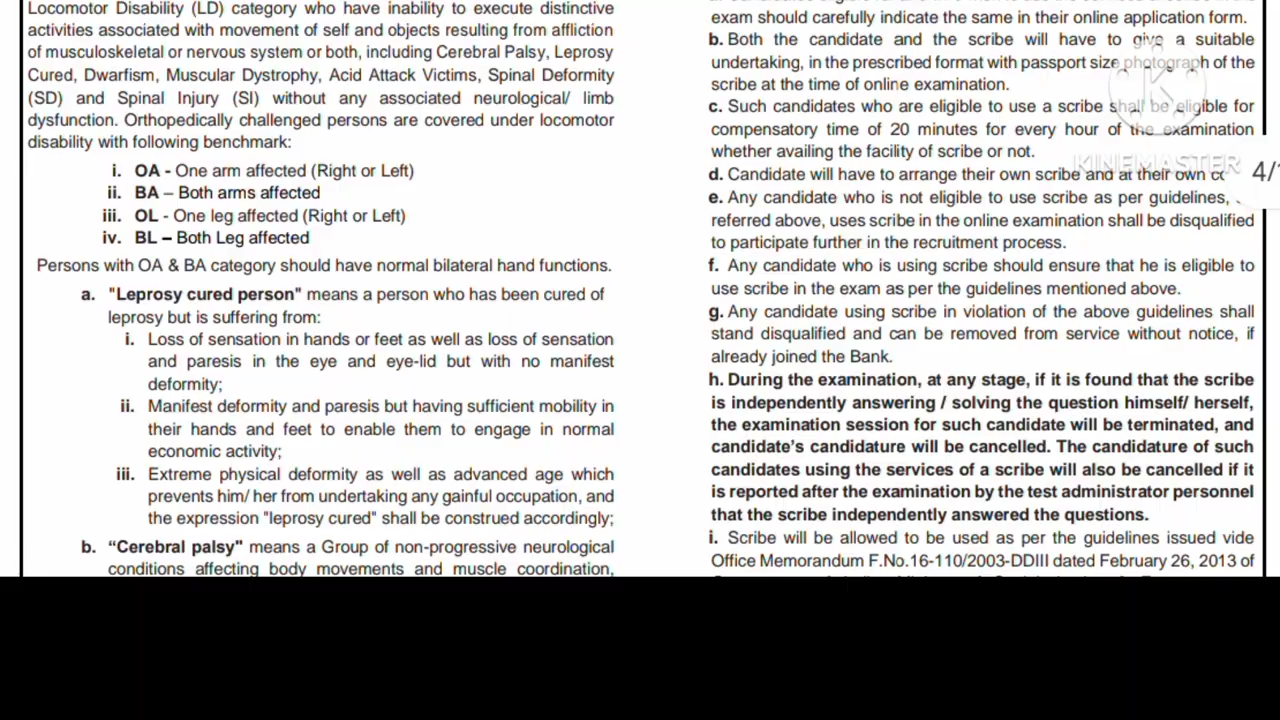 Locomotor Disability (LD) category who have inability to execute distinctive
activities associated with movement of self and objects resulting from affliction
of musculoskeletal or nervous system or both, including Cerebral Palsy, Leprosy
Cured, Dwarfism, Muscular Dystrophy, Acid Attack Victims, Spinal Deformity
(SD) and Spinal Injury (SI) without any associated neurological/ limb
dysfunction. Orthopedically challenged persons are covered under locomotor
disability with following benchmark:
i. OA - One arm affected (Right or Left)
ii. BA – Both arms affected
iii. OL - One leg affected (Right or Left)
iv. BL – Both Leg affected
Persons with OA & BA category should have normal bilateral hand functions.
a. "Leprosy cured person" means a person who has been cured of
leprosy but is suffering from:
i. Loss of sensation in hands or feet as well as loss of sensation
and paresis in the eye and eye-lid but with no manifest
deformity;
ii. Manifest deformity and paresis but having sufficient mobility in
their hands and feet to enable them to engage in normal
economic activity;
iii. Extreme physical deformity as well as advanced age which
prevents him/ her from undertaking any gainful occupation, and
the expression "leprosy cured" shall be construed accordingly;
b. “Cerebral palsy" means a Group of non-progressive neurological
conditions affecting body movements and muscle coordination,
exam should carefully indicate the same in their online application form.
b. Both the candidate and the scribe will have to give a suitable
undertaking, in the prescribed format with passport size photograph of the
scribe at the time of online examination.
c. Such candidates who are eligible to use a scribe shall be eligible for
compensatory time of 20 minutes for every hour of the examination
whether availing the facility of scribe or not.
d. Candidate will have to arrange their own scribe and at their own
e. Any candidate who is not eligible to use scribe as per guidelines,
referred above, uses scribe in the online examination shall be disqualified
to participate further in the recruitment process.
f. Any candidate who is using scribe should ensure that he is eligible to
use scribe in the exam as per the guidelines mentioned above.
g. Any candidate using scribe in violation of the above guidelines shall
stand disqualified and can be removed from service without notice, if
already joined the Bank.
h. During the examination, at any stage, if it is found that the scribe
is independently answering / solving the question himself/ herself,
the examination session for such candidate will be terminated, and
candidate’s candidature will be cancelled. The candidature of such
candidates using the services of a scribe will also be cancelled if it
is reported after the examination by the test administrator personnel
that the scribe independently answered the questions.
i. Scribe will be allowed to be used as per the guidelines issued vide
Office Memorandum F.No.16-110/2003-DDIII dated February 26, 2013 of
KINEMASTER
4/1